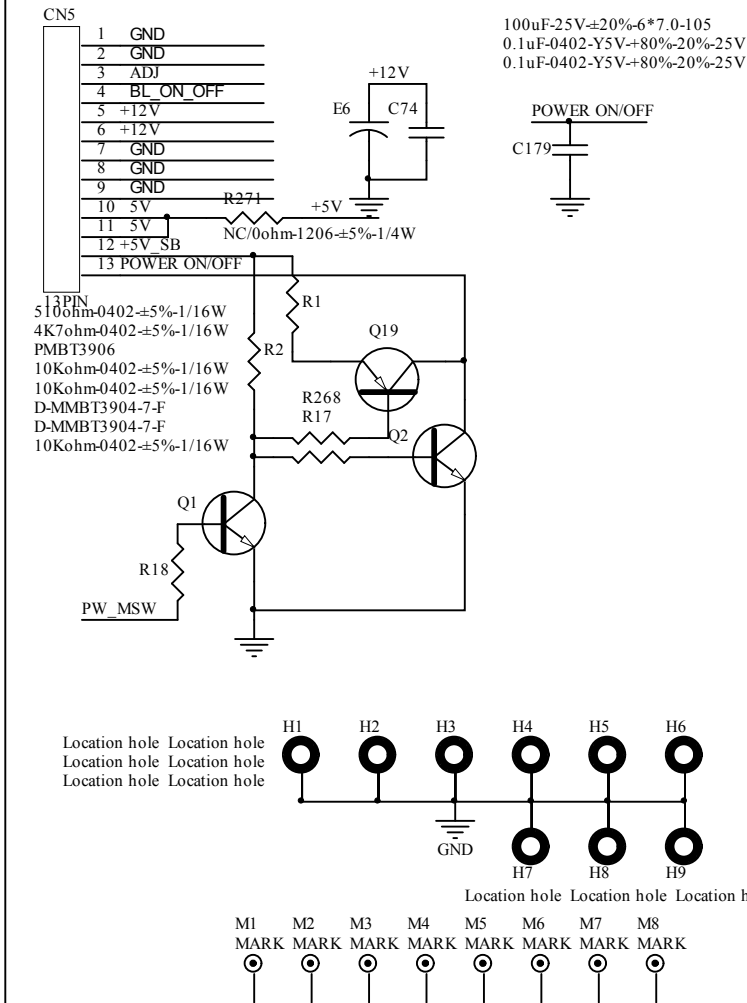 CN5
1 GND
2 GND
3 ADJ
4 BL_ON_OFF
5 +12V
6 +12V
7 GND
8 GND
9 GND
10 5V
11 5V
12 +5V_SB
13 POWER ON/OFF
13PIN
R271
+5V
NC/0ohm-1206-±5%-1/4W
+12V
E6
C74
100uF-25V-±20%-6*7.0-105
0.1uF-0402-Y5V-+80%-20%-25V
0.1uF-0402-Y5V-+80%-20%-25V
POWER ON/OFF
C179
510ohm-0402-±5%-1/16W
4K7ohm-0402-±5%-1/16W
PMBT3906
10Kohm-0402-±5%-1/16W
10Kohm-0402-±5%-1/16W
D-MMBT3904-7-F
D-MMBT3904-7-F
10Kohm-0402-±5%-1/16W
R1
R2
Q19
R268
R17
Q2
Q1
R18
PW_MSW
Location hole Location hole
Location hole Location hole
Location hole Location hole
H1 H2 H3 H4 H5 H6
GND
H7 H8 H9
Location hole Location hole Location h
M1 M2 M3 M4 M5 M6 M7 M8
MARK MARK MARK MARK MARK MARK MARK MARK